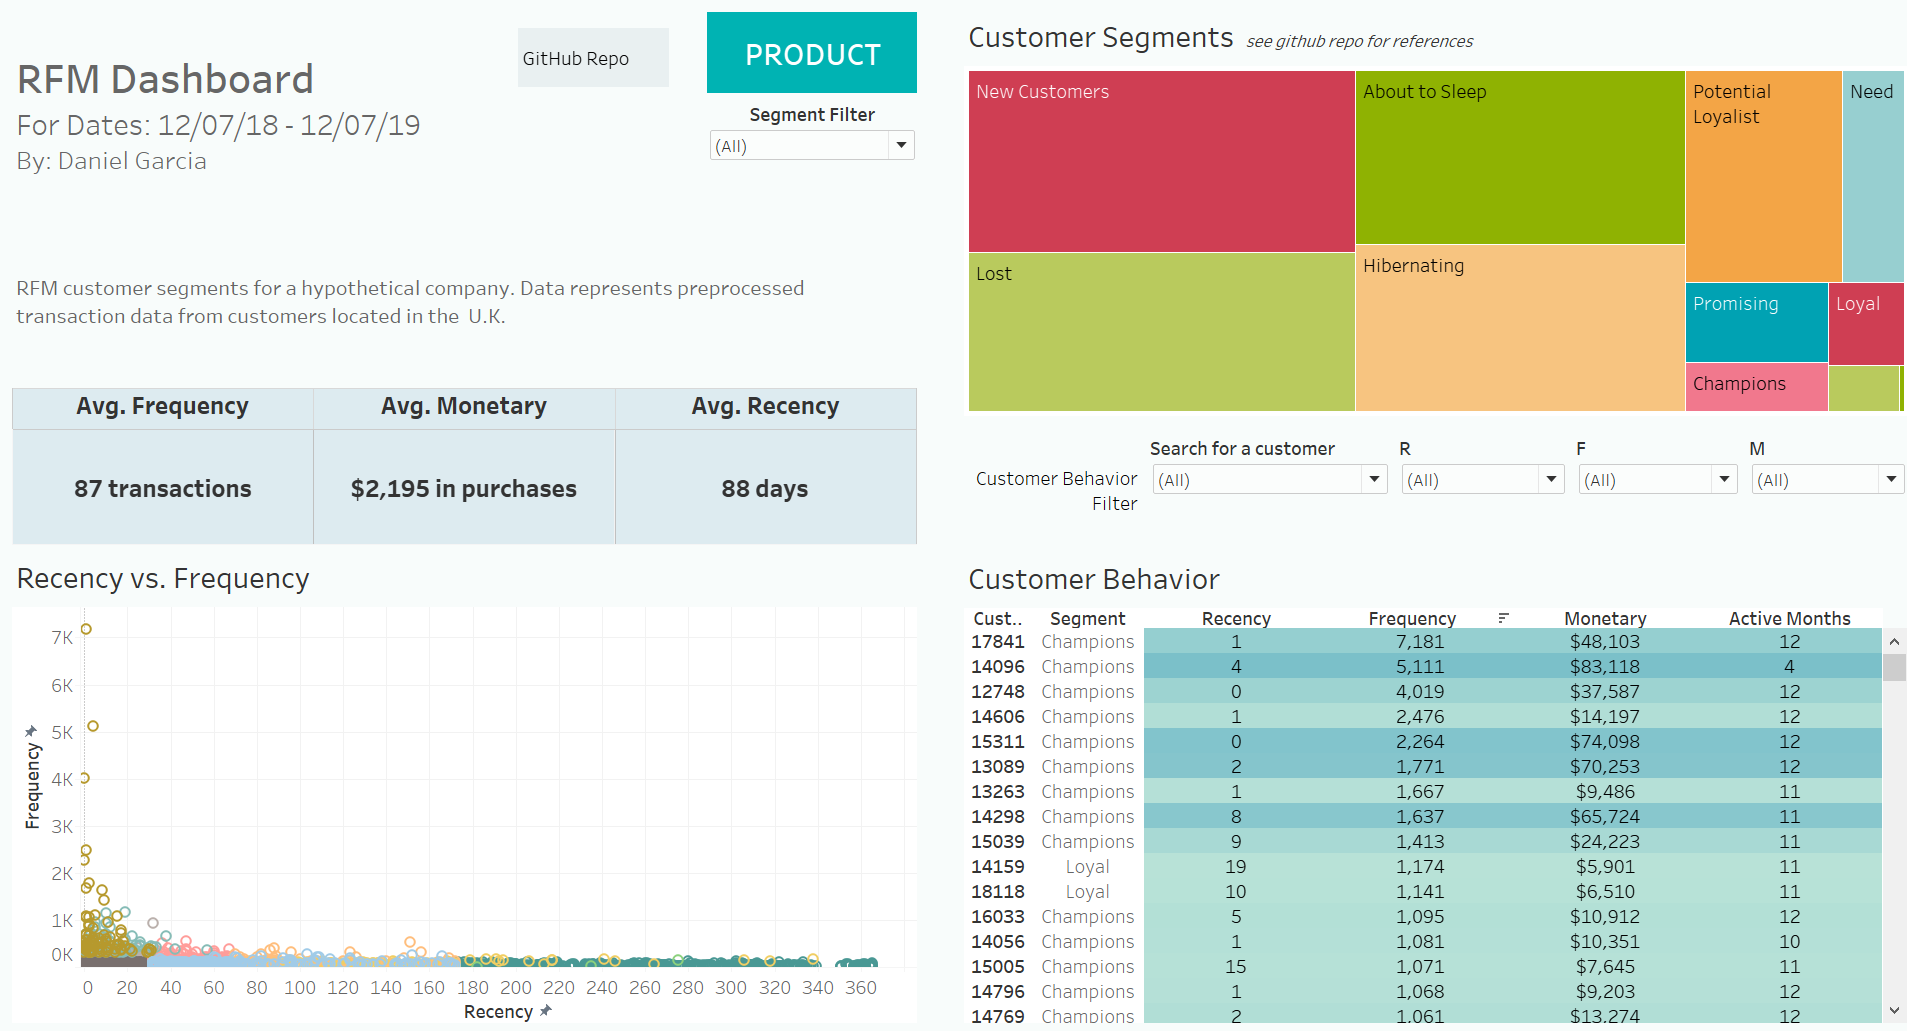 RFM Dashboard
For Dates: 12/07/18 - 12/07/19
By: Daniel Garcia
GitHub Repo
PRODUCT
Segment Filter
(All)
RFM customer segments for a hypothetical company. Data represents preprocessed
transaction data from customers located in the U.K.
Avg. Frequency Avg. Monetary Avg. Recency
87 transactions $2,195 in purchases 88 days
Recency vs. Frequency
Frequency
7K
6K
5K
4K
3K
2K
1K
0K
0 20 40 60 80 100 120 140 160 180 200 220 240 260 280 300 320 340 360
Recency
Customer Segments see github repo for references
New Customers
About to Sleep
Potential
Loyalist
Need
Lost
Hibernating
Promising
Loyal
Champions
Customer Behavior
Filter
Search for a customer
(All)
R
(All)
F
(All)
M
(All)
Customer Behavior
Cust.. Segment Recency Frequency Monetary Active Months
17841 Champions 1 7,181 $48,103 12
14096 Champions 4 5,111 $83,118 4
12748 Champions 0 4,019 $37,587 12
14606 Champions 1 2,476 $14,197 12
15311 Champions 0 2,264 $74,098 12
13089 Champions 2 1,771 $70,253 12
13263 Champions 1 1,667 $9,486 11
14298 Champions 8 1,637 $65,724 11
15039 Champions 9 1,413 $24,223 11
14159 Loyal 19 1,174 $5,901 11
18118 Loyal 10 1,141 $6,510 11
16033 Champions 5 1,095 $10,912 12
14056 Champions 1 1,081 $10,351 10
15005 Champions 15 1,071 $7,645 11
14796 Champions 1 1,068 $9,203 12
14769 Champions 2 1,061 $13,274 12